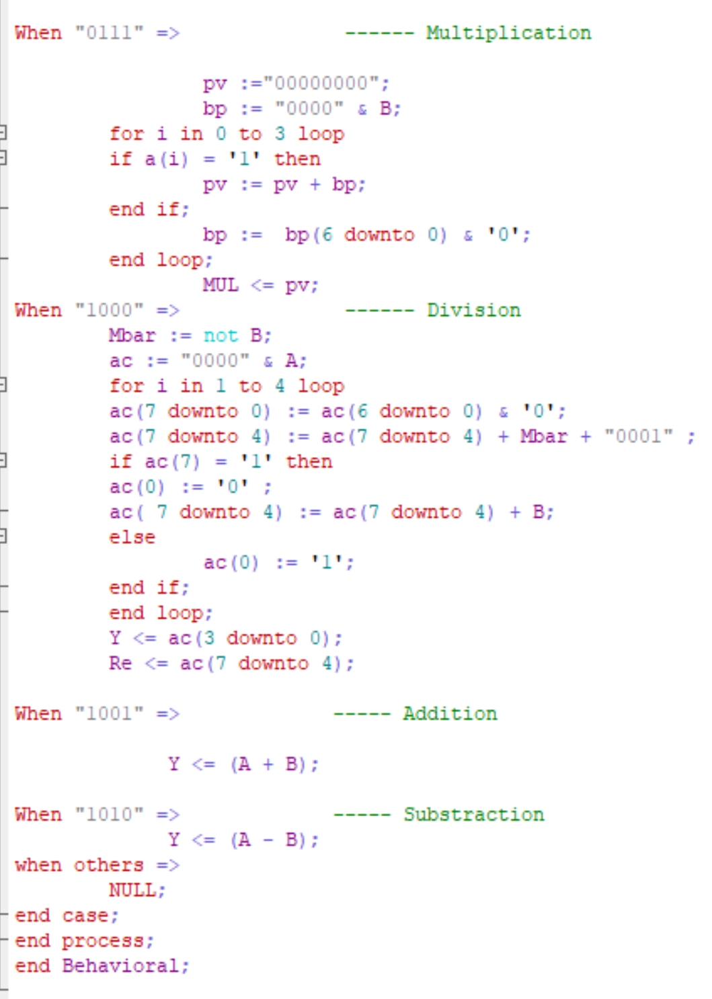 When "0111" => ------ Multiplication
pv :="00000000";
bp := "0000" & B;
for i in 0 to 3 loop
if a(i) = '1' then
pv := pv + bp;
end if;
bp := bp(6 downto 0) & '0';
end loop;
MUL <= pv;
When "1000" => ------ Division
Mbar := not B;
ac := "0000" & A;
for i in 1 to 4 loop
ac(7 downto 0) := ac(6 downto 0) & '0';
ac(7 downto 4) := ac(7 downto 4) + Mbar + "0001" ;
if ac(7) = '1' then
ac(0) := '0' ;
ac( 7 downto 4) := ac(7 downto 4) + B;
else
ac(0) := '1';
end if;
end loop;
Y <= ac(3 downto 0);
Re <= ac(7 downto 4);
When "1001" => ----- Addition
Y <= (A + B);
When "1010" => ----- Substraction
Y <= (A - B);
when others =>
NULL;
end case;
end process;
end Behavioral;